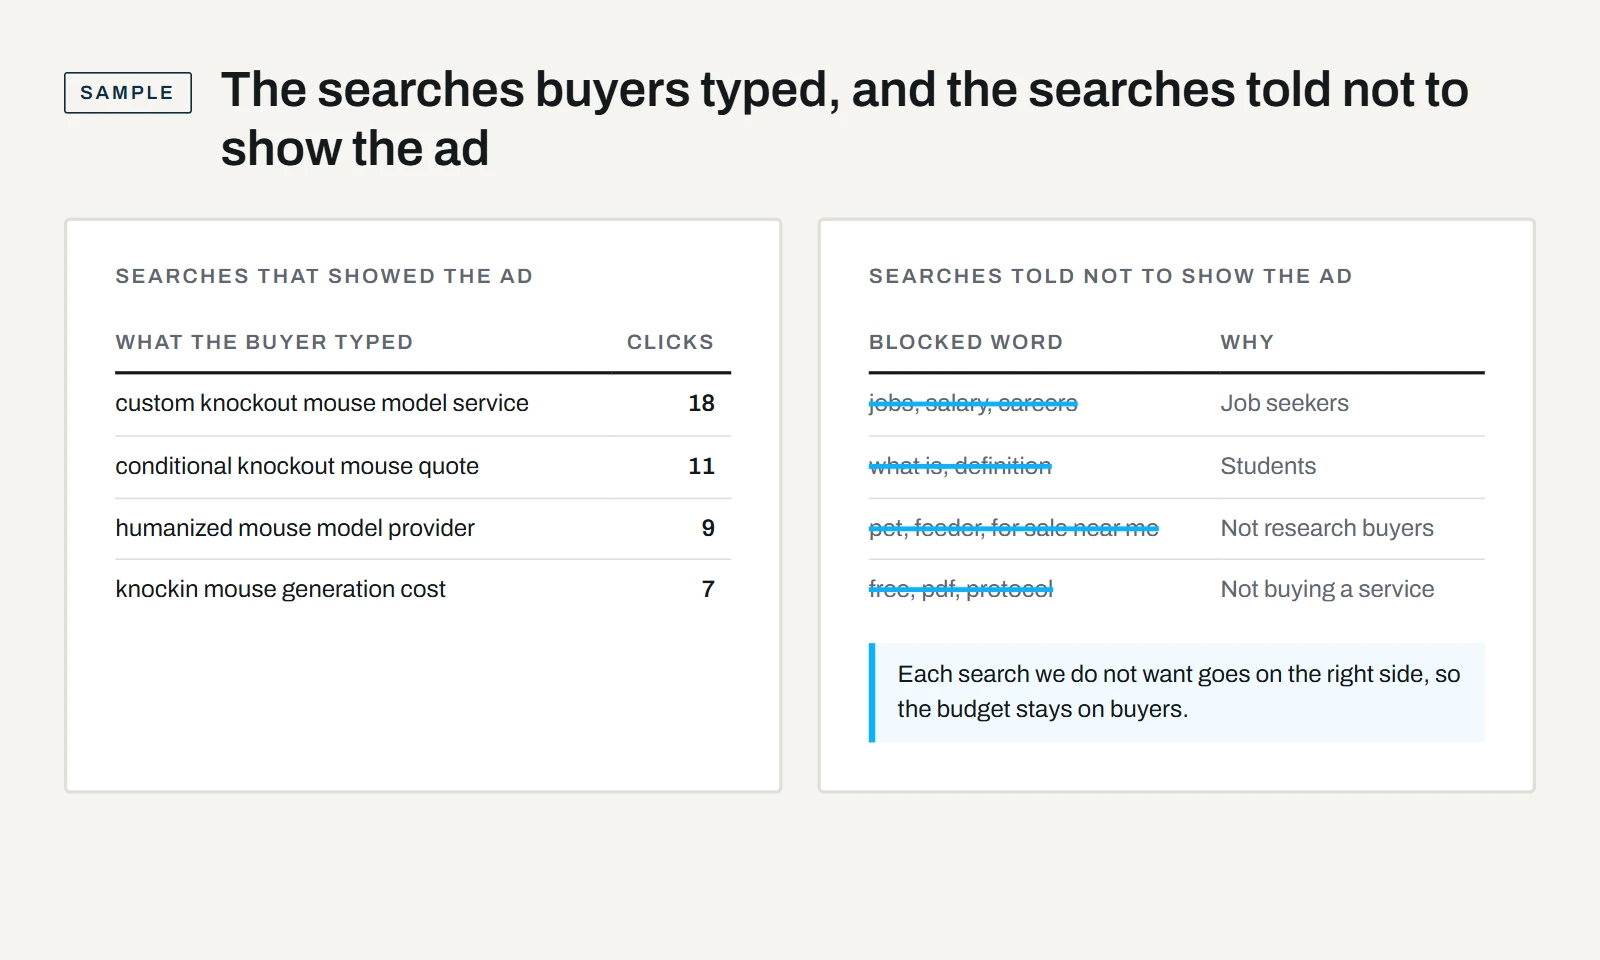 SAMPLE
The searches buyers typed, and the searches told not to
show the ad
SEARCHES THAT SHOWED THE AD
WHAT THE BUYER TYPED CLICKS
custom knockout mouse model service 18
conditional knockout mouse quote 11
humanized mouse model provider 9
knockin mouse generation cost 7
SEARCHES TOLD NOT TO SHOW THE AD
BLOCKED WORD WHY
jobs, salary, careers Job seekers
what is, definition Students
pet, feeder, for sale near me Not research buyers
free, pdf, protocol Not buying a service
Each search we do not want goes on the right side, so
the budget stays on buyers.